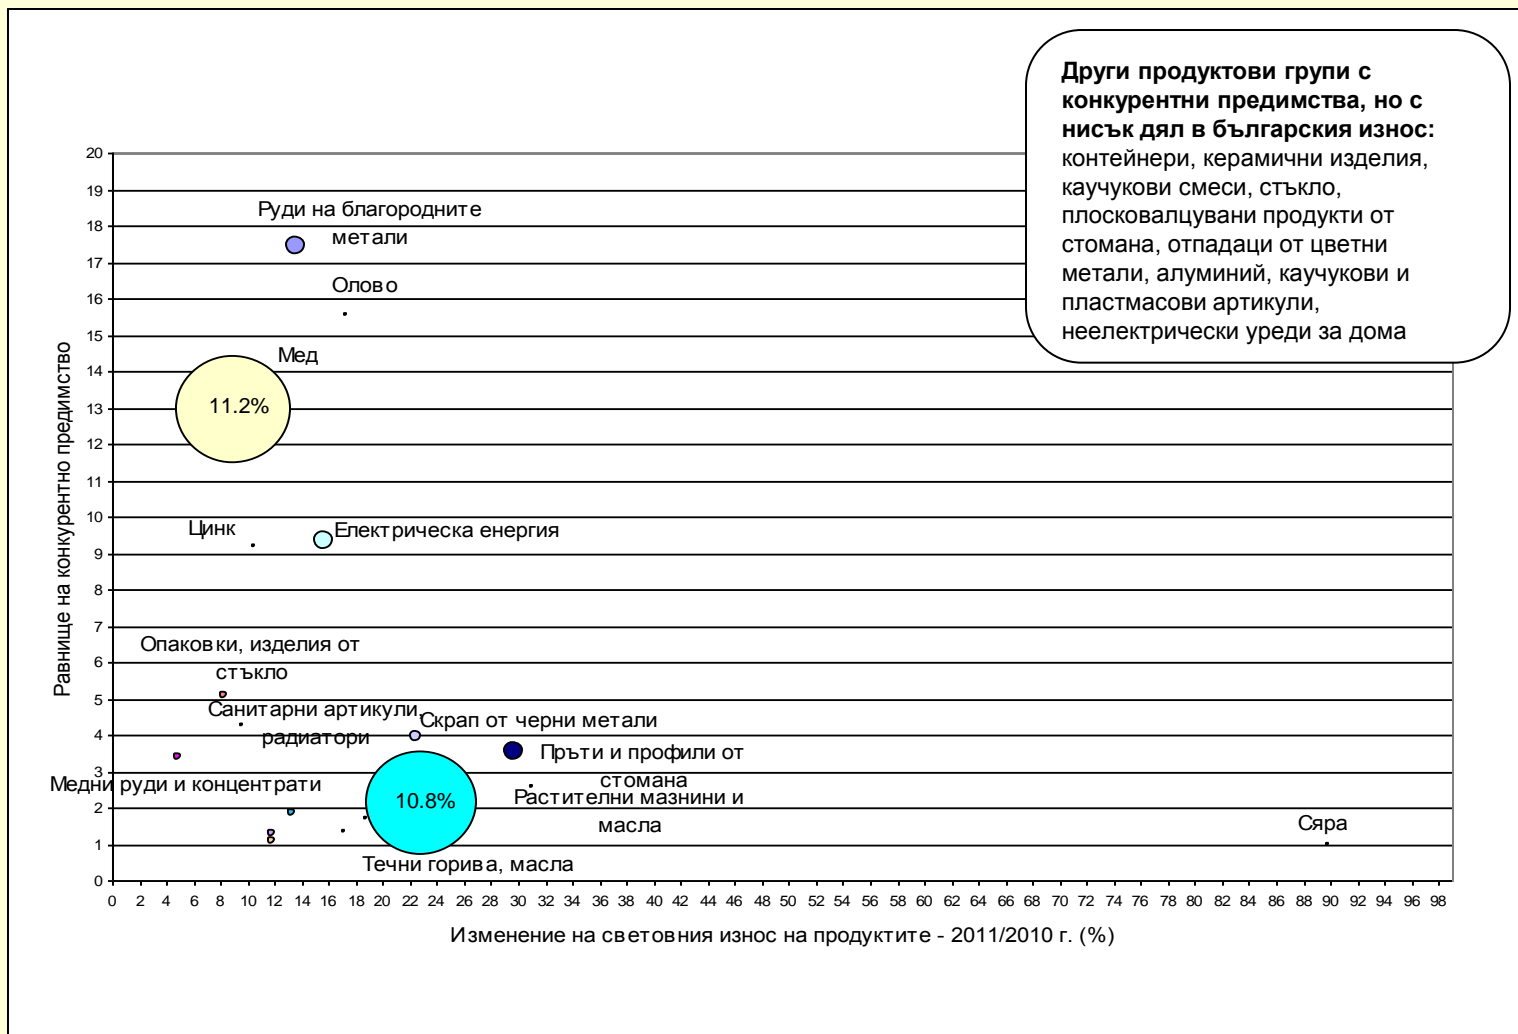 Други продуктови групи с
конкурентни предимства, но с
нисък дял в българския износ:
контейнери, керамични изделия,
каучукови смеси, стъкло,
плосковалцувани продукти от
стомана, отпадаци от цветни
метали, алуминий, каучукови и
пластмасови артикули,
неелектрически уреди за дома
Равнище на конкурентно предимство
20
19
18
17
16
15
14
13
12
11
10
9
8
7
6
5
4
3
2
1
0
Руди на благородните
метали
Олово
Мед
11.2%
Цинк
Електрическа енергия
Опаковки, изделия от
стъкло
Санитарни артикули,
радиатори
Скрап от черни метали
Пръти и профили от
стомана
Медни руди и концентрати
10.8%
Растителни мазнини и
масла
Сяра
Течни горива, масла
0 2 4 6 8 10 12 14 16 18 20 22 24 26 28 30 32 34 36 38 40 42 44 46 48 50 52 54 56 58 60 62 64 66 68 70 72 74 76 78 80 82 84 86 88 90 92 94 96 98
Изменение на световния износ на продуктите - 2011/2010 г. (%)